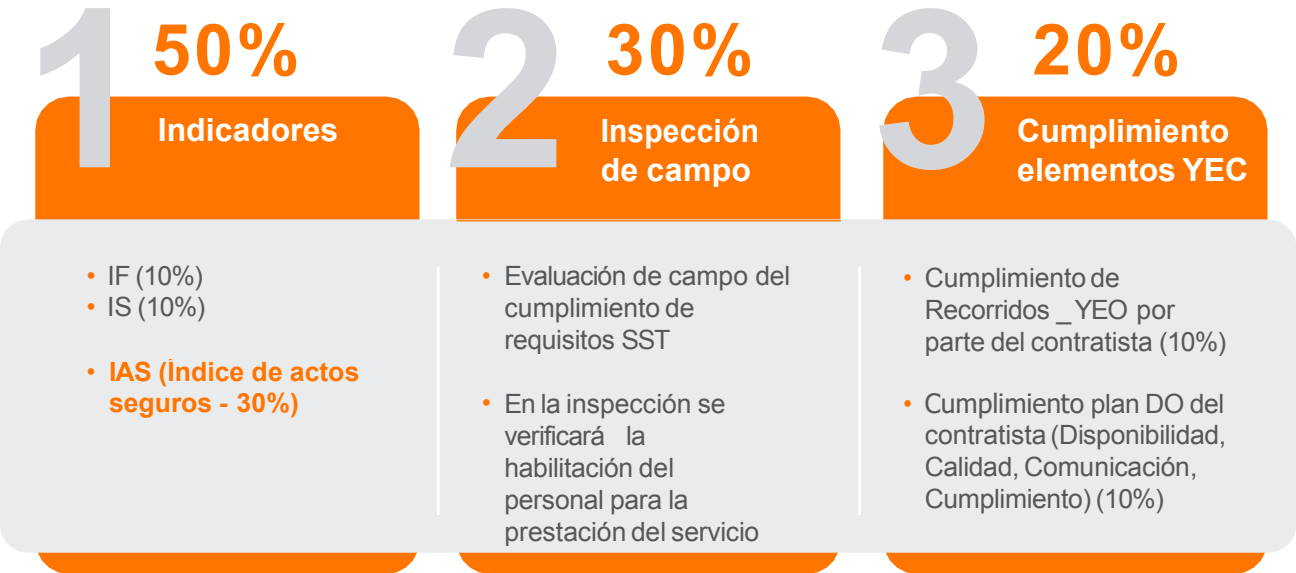 1
50%
Indicadores
• IF (10%)
• IS (10%)
• IAS (Índice de actos
seguros - 30%)
2
30%
Inspección
de campo
• Evaluación de campo del
cumplimiento de
requisitos SST
• En la inspección se
verificará la
habilitación del
personal para la
prestación del servicio
3
20%
Cumplimiento
elementos YEC
• Cumplimiento de
Recorridos _ YEO por
parte del contratista (10%)
• Cumplimiento plan DO del
contratista (Disponibilidad,
Calidad, Comunicación,
Cumplimiento) (10%)